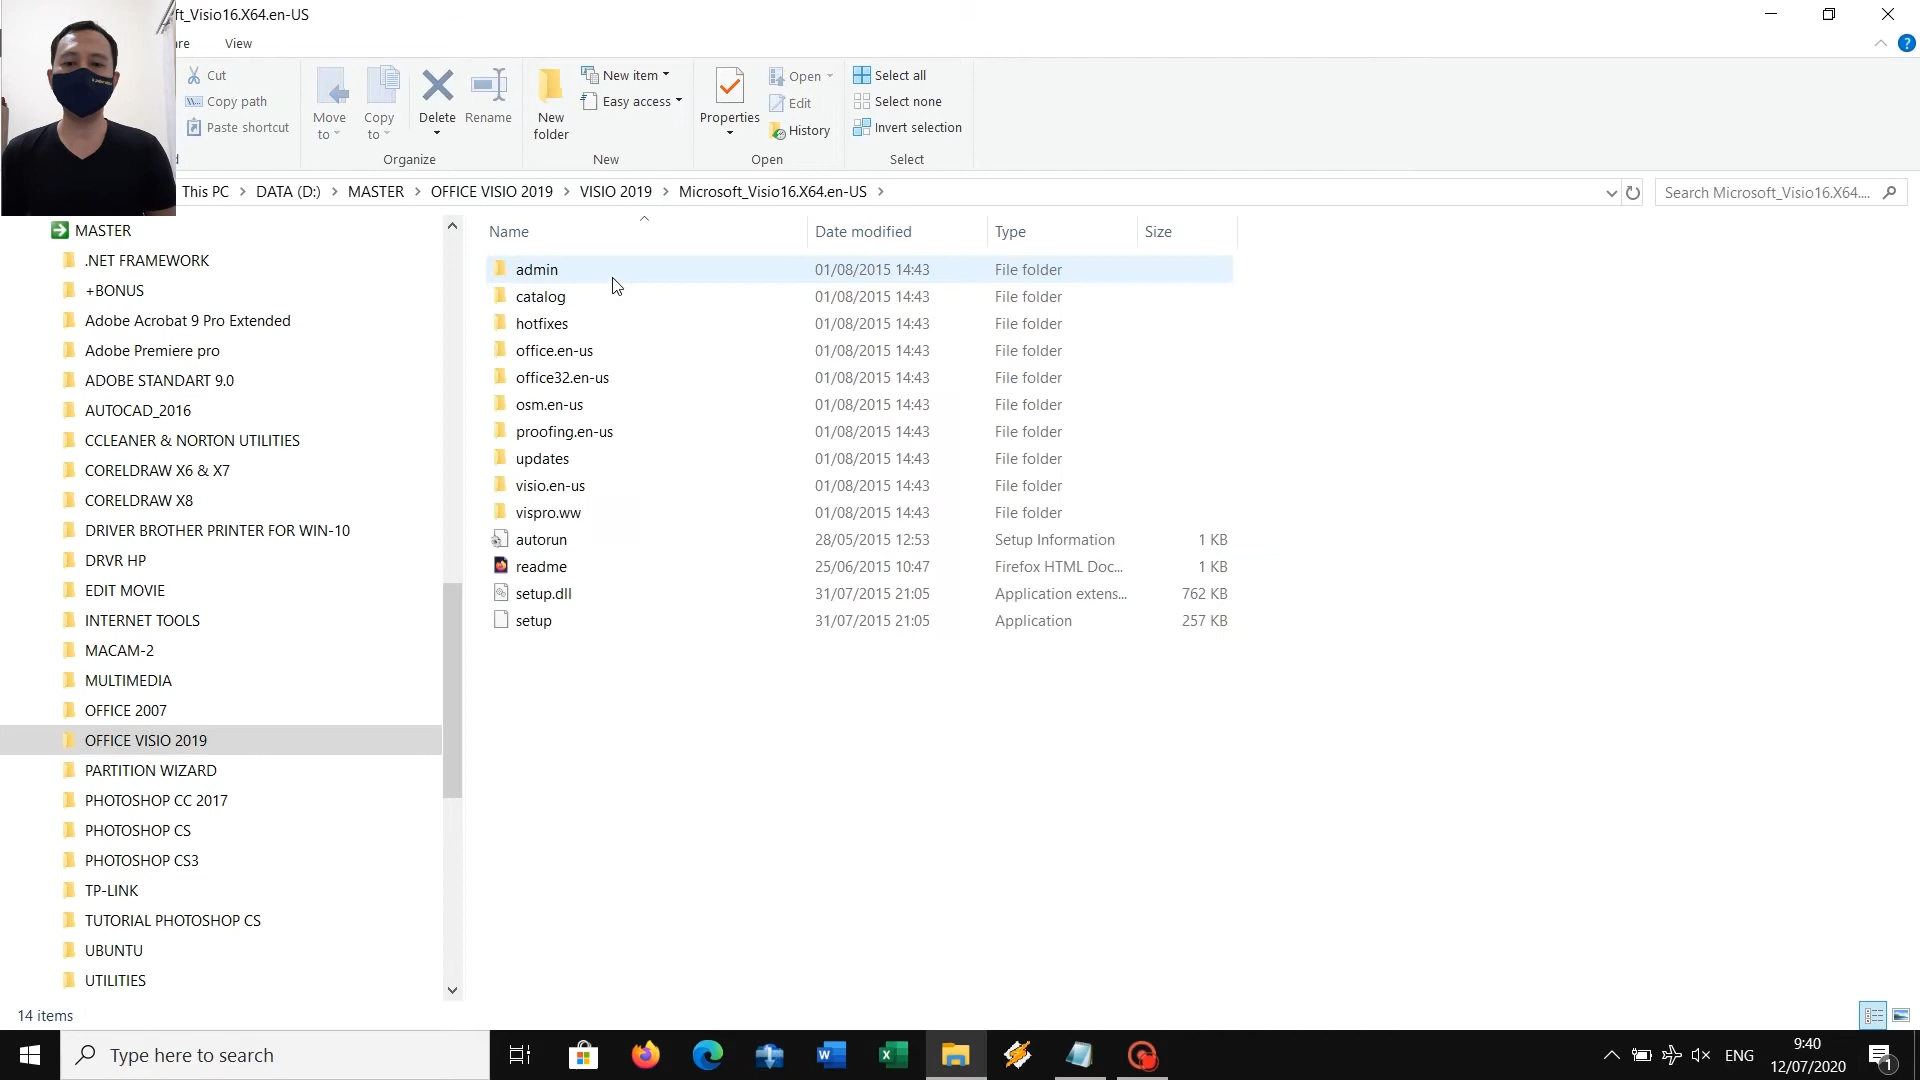 ft_Visio16.X64.en-US
are
View
Cut
Copy path
Paste shortcut
Move to
Copy to
Delete
Rename
New folder
New item
Easy access
Properties
Open
Edit
History
Select all
Select none
Invert selection
Organize
New
Open
Select
This PC > DATA (D:) > MASTER > OFFICE VISIO 2019 > VISIO 2019 > Microsoft_Visio16.X64.en-US >
Search Microsoft_Visio16.X64....
MASTER
.NET FRAMEWORK
+BONUS
Adobe Acrobat 9 Pro Extended
Adobe Premiere pro
ADOBE STANDART 9.0
AUTOCAD_2016
CCLEANER & NORTON UTILITIES
CORELDRAW X6 & X7
CORELDRAW X8
DRIVER BROTHER PRINTER FOR WIN-10
DRVR HP
EDIT MOVIE
INTERNET TOOLS
MACAM-2
MULTIMEDIA
OFFICE 2007
OFFICE VISIO 2019
PARTITION WIZARD
PHOTOSHOP CC 2017
PHOTOSHOP CS
PHOTOSHOP CS3
TP-LINK
TUTORIAL PHOTOSHOP CS
UBUNTU
UTILITIES
Name Date modified Type Size
admin 01/08/2015 14:43 File folder
catalog 01/08/2015 14:43 File folder
hotfixes 01/08/2015 14:43 File folder
office.en-us 01/08/2015 14:43 File folder
office32.en-us 01/08/2015 14:43 File folder
osm.en-us 01/08/2015 14:43 File folder
proofing.en-us 01/08/2015 14:43 File folder
updates 01/08/2015 14:43 File folder
visio.en-us 01/08/2015 14:43 File folder
vispro.ww 01/08/2015 14:43 File folder
autorun 28/05/2015 12:53 Setup Information 1 KB
readme 25/06/2015 10:47 Firefox HTML Doc... 1 KB
setup.dll 31/07/2015 21:05 Application extens... 762 KB
setup 31/07/2015 21:05 Application 257 KB
14 items
Type here to search
ENG
9:40
12/07/2020
1